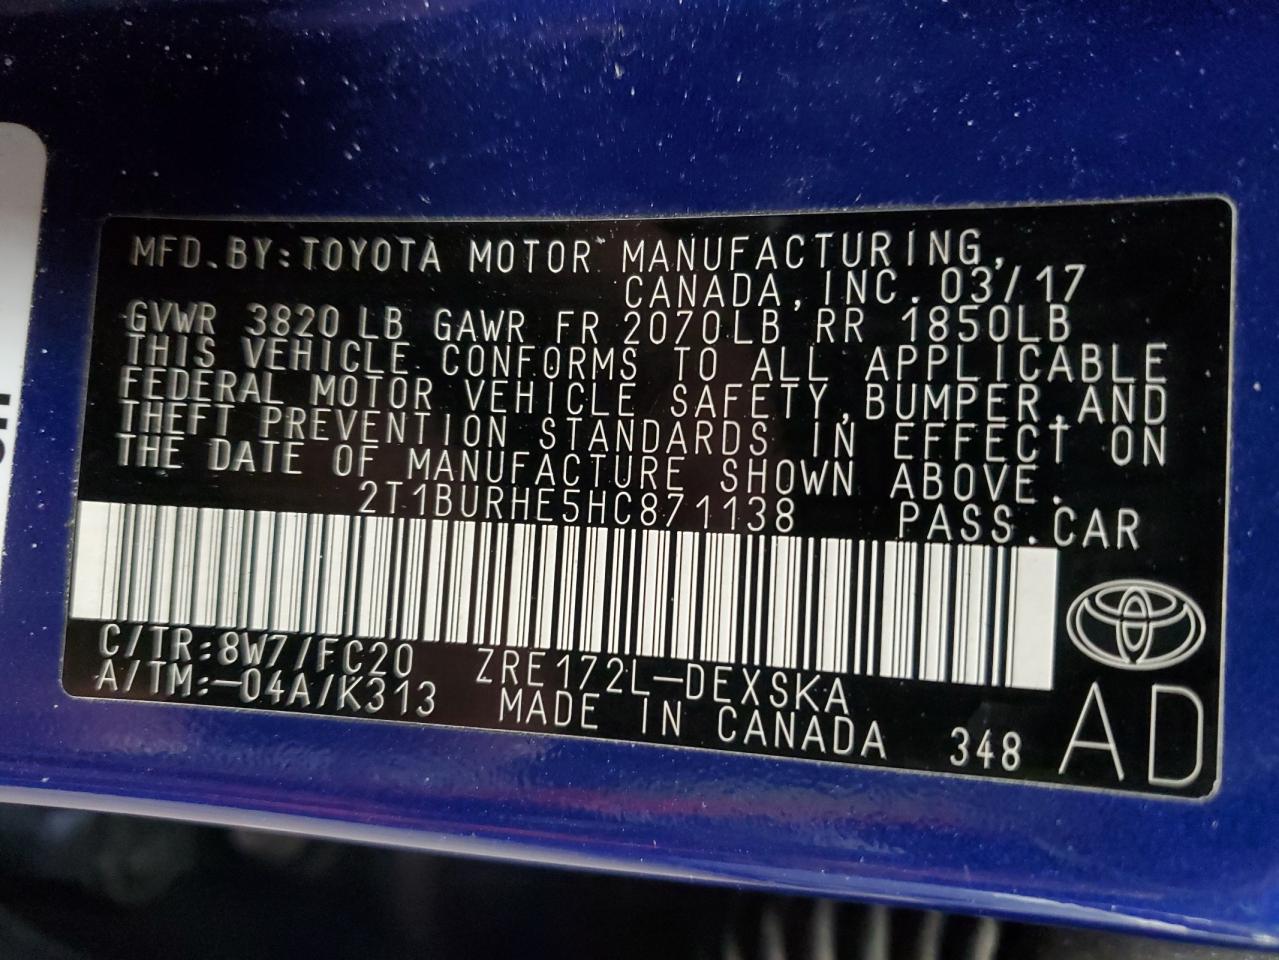 MFD.BY:TOYOTA MOTOR MANUFACTURING,
CANADA,INC.03/17
GVWR 3820LB GAWR FR 2070LB RR 1850LB
THIS VEHICLE CONFORMS TO ALL APPLICABLE
FEDERAL MOTOR VEHICLE SAFETY,BUMPER,AND
THEFT PREVENTION STANDARDS IN EFFECT ON
THE DATE OF MANUFACTURE SHOWN ABOVE.
2T1BURHE5HC871138 PASS.CAR
C/TR:8W7/FC20 ZRE172L-DEXSKA
A/TM:-04A/K313 MADE IN CANADA 348 AD